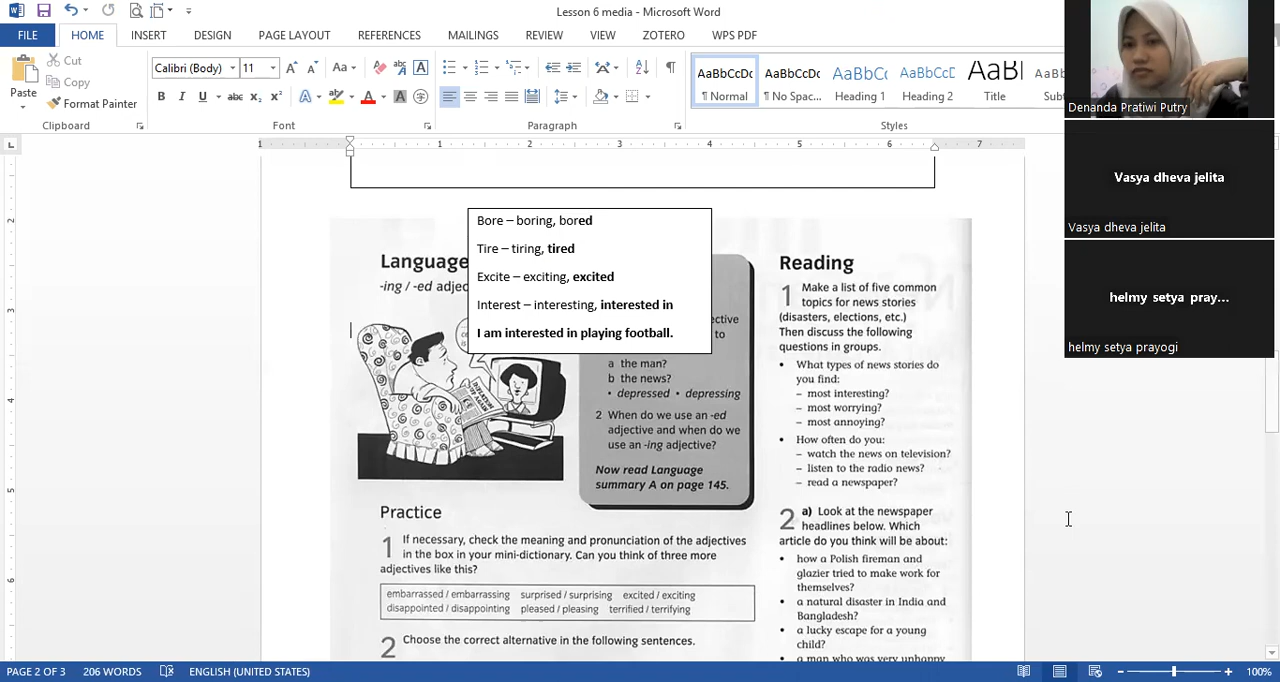 Lesson 6 media - Microsoft Word
FILE HOME INSERT DESIGN PAGE LAYOUT REFERENCES MAILINGS REVIEW VIEW ZOTERO WPS PDF
Paste
Cut
Copy
Format Painter
Clipboard
Calibri (Body) 11
Font
Paragraph
AaBbCcDc AaBbCcDc AaBbCc AaBbCcD AaBl AaBb
¶ Normal ¶ No Spac... Heading 1 Heading 2 Title Subt
Styles
Denanda Pratiwi Putry
Vasya dheva jelita
Vasya dheva jelita
helmy setya pray...
helmy setya prayogi
Bore – boring, bored
Tire – tiring, tired
Excite – exciting, excited
Interest – interesting, interested in
I am interested in playing football.
Language
-ing / -ed adjec
ective
to
a the man?
b the news?
• depressed • depressing
2 When do we use an -ed
adjective and when do we
use an -ing adjective?
Now read Language
summary A on page 145.
Practice
1 If necessary, check the meaning and pronunciation of the adjectives
in the box in your mini-dictionary. Can you think of three more
adjectives like this?
embarrassed / embarrassing surprised / surprising excited / exciting
disappointed / disappointing pleased / pleasing terrified / terrifying
2 Choose the correct alternative in the following sentences.
Reading
1 Make a list of five common
topics for news stories
(disasters, elections, etc.)
Then discuss the following
questions in groups.
• What types of news stories do
you find:
– most interesting?
– most worrying?
– most annoying?
• How often do you:
– watch the news on television?
– listen to the radio news?
– read a newspaper?
2 a) Look at the newspaper
headlines below. Which
article do you think will be about:
• how a Polish fireman and
glazier tried to make work for
themselves?
• a natural disaster in India and
Bangladesh?
• a lucky escape for a young
child?
• a man who was very unhappy
PAGE 2 OF 3 206 WORDS ENGLISH (UNITED STATES) 100%